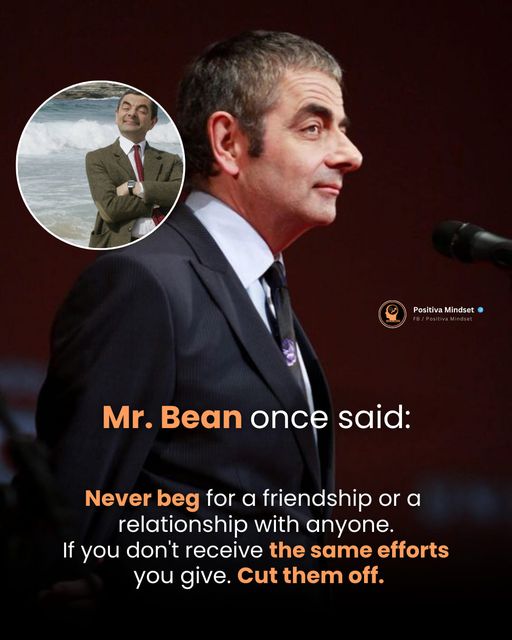 Positiva Mindset
FB / Positiva Mindset
Mr. Bean once said:
Never beg for a friendship or a
relationship with anyone.
If you don't receive the same efforts
you give. Cut them off.